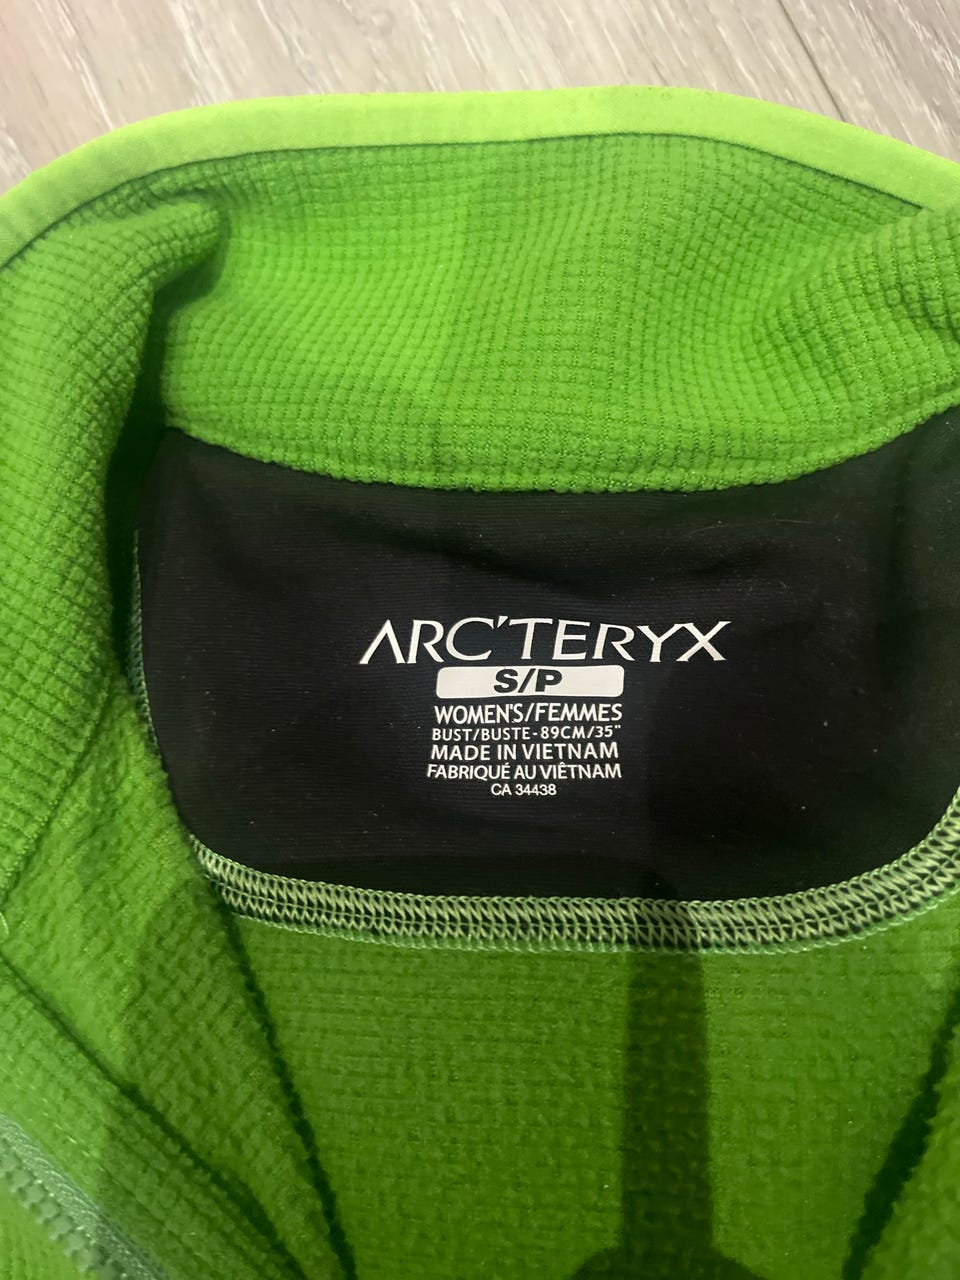 ARC'TERYX
S/P
WOMEN'S/FEMMES
BUST/BUSTE-89CM/35"
MADE IN VIETNAM
FABRIQUÉ AU VIÊTNAM
CA 34438